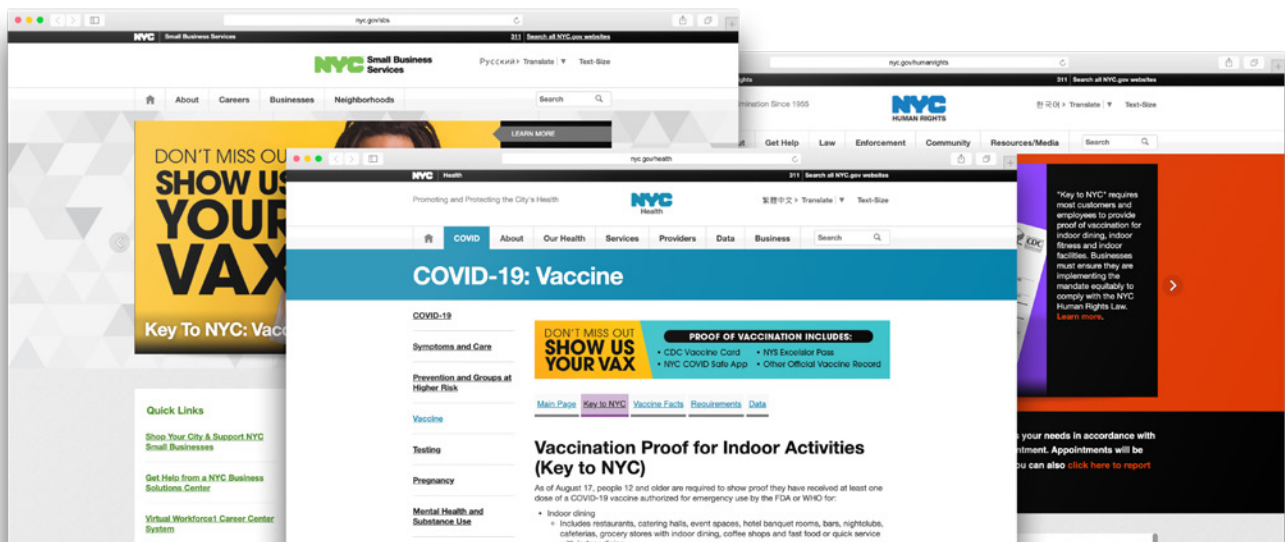 nyc.gov/sbs
NYC Small Business Services
311 Search all NYC.gov websites
NYC Small Business
Services
Русский› Translate ▼ Text-Size
About Careers Businesses Neighborhoods Search
LEARN MORE
DON'T MISS OU
SHOW US
YOUR
VAX
Key To NYC: Vacc
Quick Links
Shop Your City & Support NYC
Small Businesses
Get Help from a NYC Business
Solutions Center
Virtual Workforce1 Career Center
System
nyc.gov/health
NYC Health
311 Search all NYC.gov websites
Promoting and Protecting the City's Health
NYC
Health
繁體中文 › Translate ▼ Text-Size
COVID About Our Health Services Providers Data Business Search
COVID-19: Vaccine
COVID-19
Symptoms and Care
Prevention and Groups at
Higher Risk
Vaccine
Testing
Pregnancy
Mental Health and
Substance Use
DON'T MISS OUT
SHOW US
YOUR VAX
PROOF OF VACCINATION INCLUDES:
• CDC Vaccine Card • NYS Excelsior Pass
• NYC COVID Safe App • Other Official Vaccine Record
Main Page Key to NYC Vaccine Facts Requirements Data
Vaccination Proof for Indoor Activities
(Key to NYC)
As of August 17, people 12 and older are required to show proof they have received at least one
dose of a COVID-19 vaccine authorized for emergency use by the FDA or WHO for:
• Indoor dining
Includes restaurants, catering halls, event spaces, hotel banquet rooms, bars, nightclubs,
cafeterias, grocery stores with indoor dining, coffee shops and fast food or quick service
nyc.gov/humanrights
ghts
311 Search all NYC.gov websites
mination Since 1955
NYC
HUMAN RIGHTS
한국어 › Translate ▼ Text-Size
ut Get Help Law Enforcement Community Resources/Media Search
CDC
"Key to NYC" requires
most customers and
employees to provide
proof of vaccination for
indoor dining, indoor
fitness and indoor
facilities. Businesses
must ensure they are
implementing the
mandate equitably to
comply with the NYC
Human Rights Law.
Learn more.
s your needs in accordance with
ntment. Appointments will be
ou can also click here to report